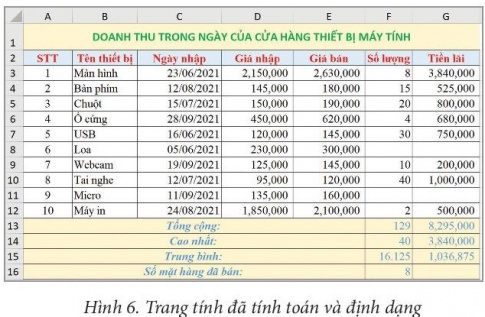 A B C D E F G
1 DOANH THU TRONG NGÀY CỦA CỬA HÀNG THIẾT BỊ MÁY TÍNH
2 STT Tên thiết bị Ngày nhập Giá nhập Giá bán Số lượng Tiền lãi
3 1 Màn hình 23/06/2021 2,150,000 2,630,000 8 3,840,000
4 2 Bàn phím 12/08/2021 145,000 180,000 15 525,000
5 3 Chuột 15/07/2021 150,000 190,000 20 800,000
6 4 Ổ cứng 28/09/2021 450,000 620,000 4 680,000
7 5 USB 16/06/2021 120,000 145,000 30 750,000
8 6 Loa 05/06/2021 230,000 300,000
9 7 Webcam 19/09/2021 125,000 145,000 10 200,000
10 8 Tai nghe 12/07/2021 95,000 120,000 40 1,000,000
11 9 Micro 11/09/2021 135,000 160,000
12 10 Máy in 24/08/2021 1,850,000 2,100,000 2 500,000
13 Tổng cộng: 129 8,295,000
14 Cao nhất: 40 3,840,000
15 Trung bình: 16.125 1,036,875
16 Số mặt hàng đã bán: 8
Hình 6. Trang tính đã tính toán và định dạng